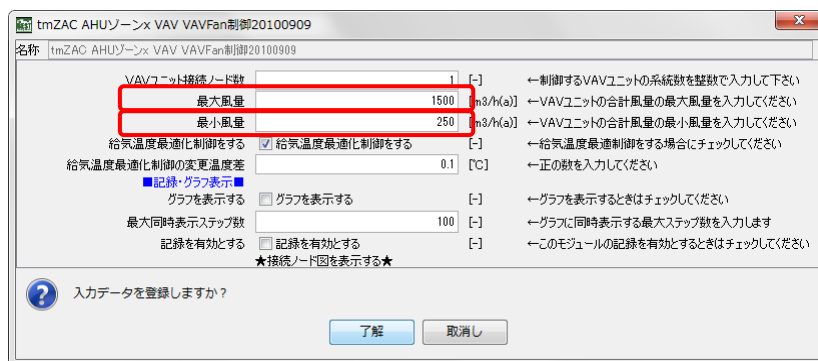 tmZAC AHUゾーンx VAV VAVFan制御20100909
名称 tmZAC AHUゾーンx VAV VAVFan制御20100909
VAVユニット接続ノード数 1 [-] ←制御するVAVユニットの系統数を整数で入力して下さい
最大風量 1500 [m3/h(a)] ←VAVユニットの合計風量の最大風量を入力してください
最小風量 250 [m3/h(a)] ←VAVユニットの合計風量の最小風量を入力してください
給気温度最適化制御をする 給気温度最適化制御をする [-] ←給気温度最適制御をする場合にチェックしてください
給気温度最適化制御の変更温度差 0.1 [℃] ←正の数を入力してください
■記録・グラフ表示■
グラフを表示する グラフを表示する [-] ←グラフを表示するときはチェックしてください
最大同時表示ステップ数 100 [-] ←グラフに同時表示する最大ステップ数を入力します
記録を有効とする 記録を有効とする [-] ←このモジュールの記録を有効とするときはチェックしてください
★接続ノード図を表示する★
入力データを登録しますか？
了解 取消し